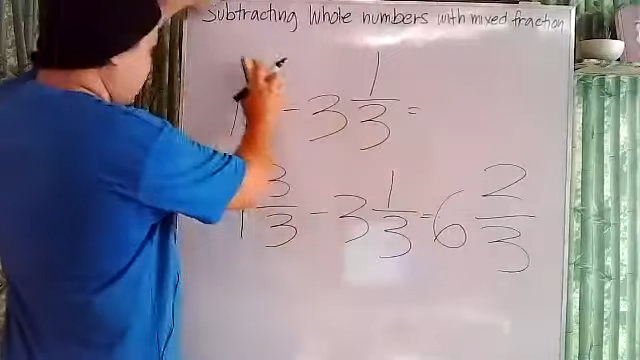 Subtracting Whole numbers with mixed fraction
- 3 1/3 =
3/3 - 3 1/3 = 6 2/3